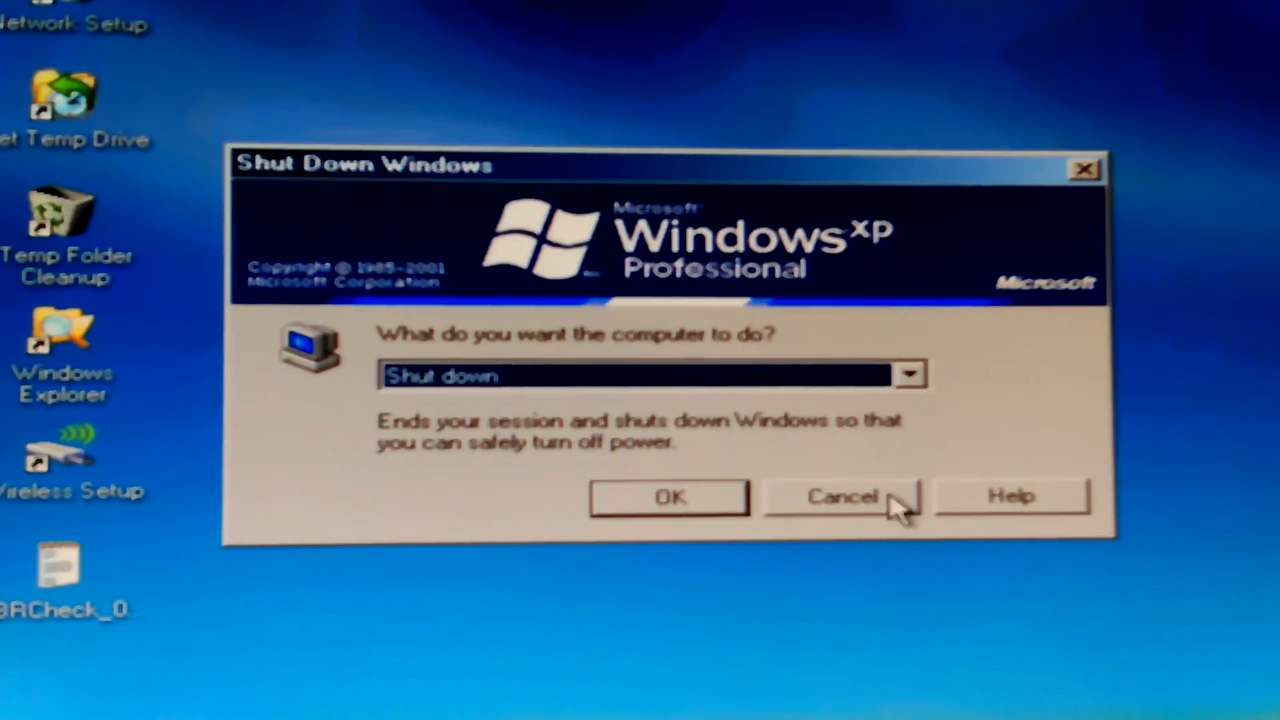 Network Setup
et Temp Drive
Temp Folder
Cleanup
Windows
Explorer
Wireless Setup
BRCheck_0...
Shut Down Windows
Microsoft
Windows xp
Professional
Copyright © 1985-2001
Microsoft Corporation
Microsoft
What do you want the computer to do?
Shut down
Ends your session and shuts down Windows so that
you can safely turn off power.
OK
Cancel
Help